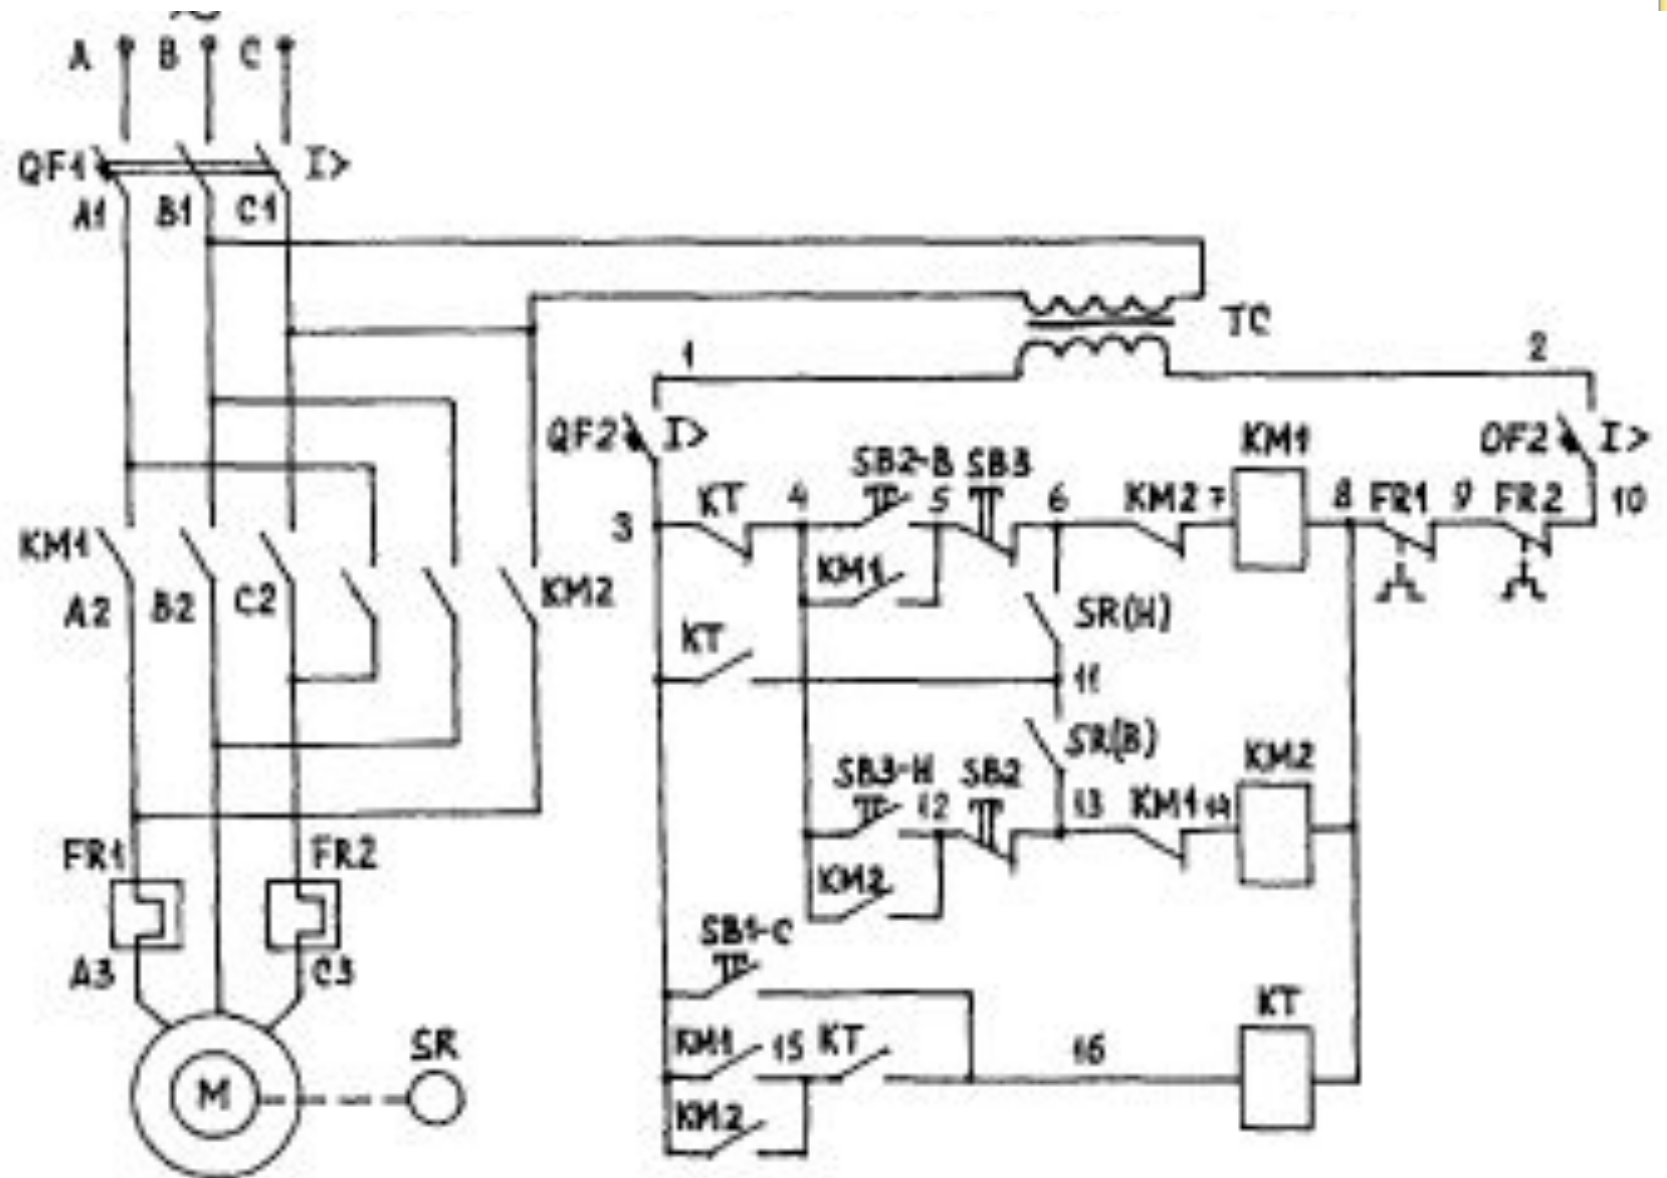 A B C
QF1 I>
A1 B1 C1
TC
1 2
QF2 I> SB2-B SB3 KM1 OF2 I>
3 KT 4 5 6 KM2 7 8 FR1 9 FR2 10
KM1 KM1
A2 B2 C2 KM2 SR(H)
KT
11
SR(B)
SB3-H SB2 KM2
12 13 KM1 14
FR1 FR2 KM2
SB1-C
A3 C3
KT
SR KM1 15 KT 16
M
KM2